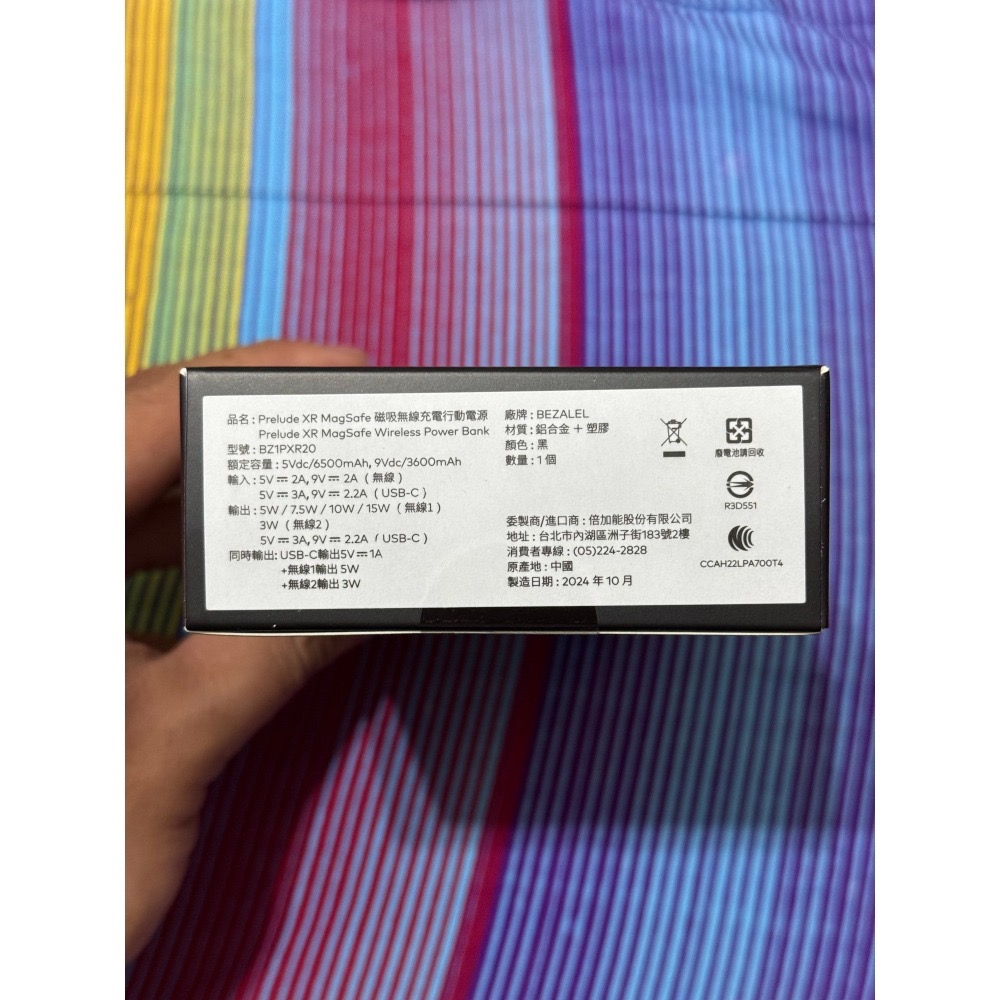 品名 : Prelude XR MagSafe 磁吸無線充電行動電源
Prelude XR MagSafe Wireless Power Bank
型號 : BZ1PXR20
額定容量 : 5Vdc/6500mAh, 9Vdc/3600mAh
輸入 : 5V ⎓ 2A, 9V ⎓ 2A（無線）
5V ⎓ 3A, 9V ⎓ 2.2A（USB-C）
輸出 : 5W / 7.5W / 10W / 15W（無線1）
3W（無線2）
5V ⎓ 3A, 9V ⎓ 2.2A（USB-C）
同時輸出: USB-C輸出5V ⎓ 1A
+無線1輸出 5W
+無線2輸出 3W
廠牌 : BEZALEL
材質 : 鋁合金 + 塑膠
顏色 : 黑
數量 : 1 個
委製商/進口商 : 倍加能股份有限公司
地址 : 台北市內湖區洲子街183號2樓
消費者專線 : (05)224-2828
原產地 : 中國
製造日期 : 2024 年 10 月
廢電池請回收
R3D551
CCAH22LPA700T4